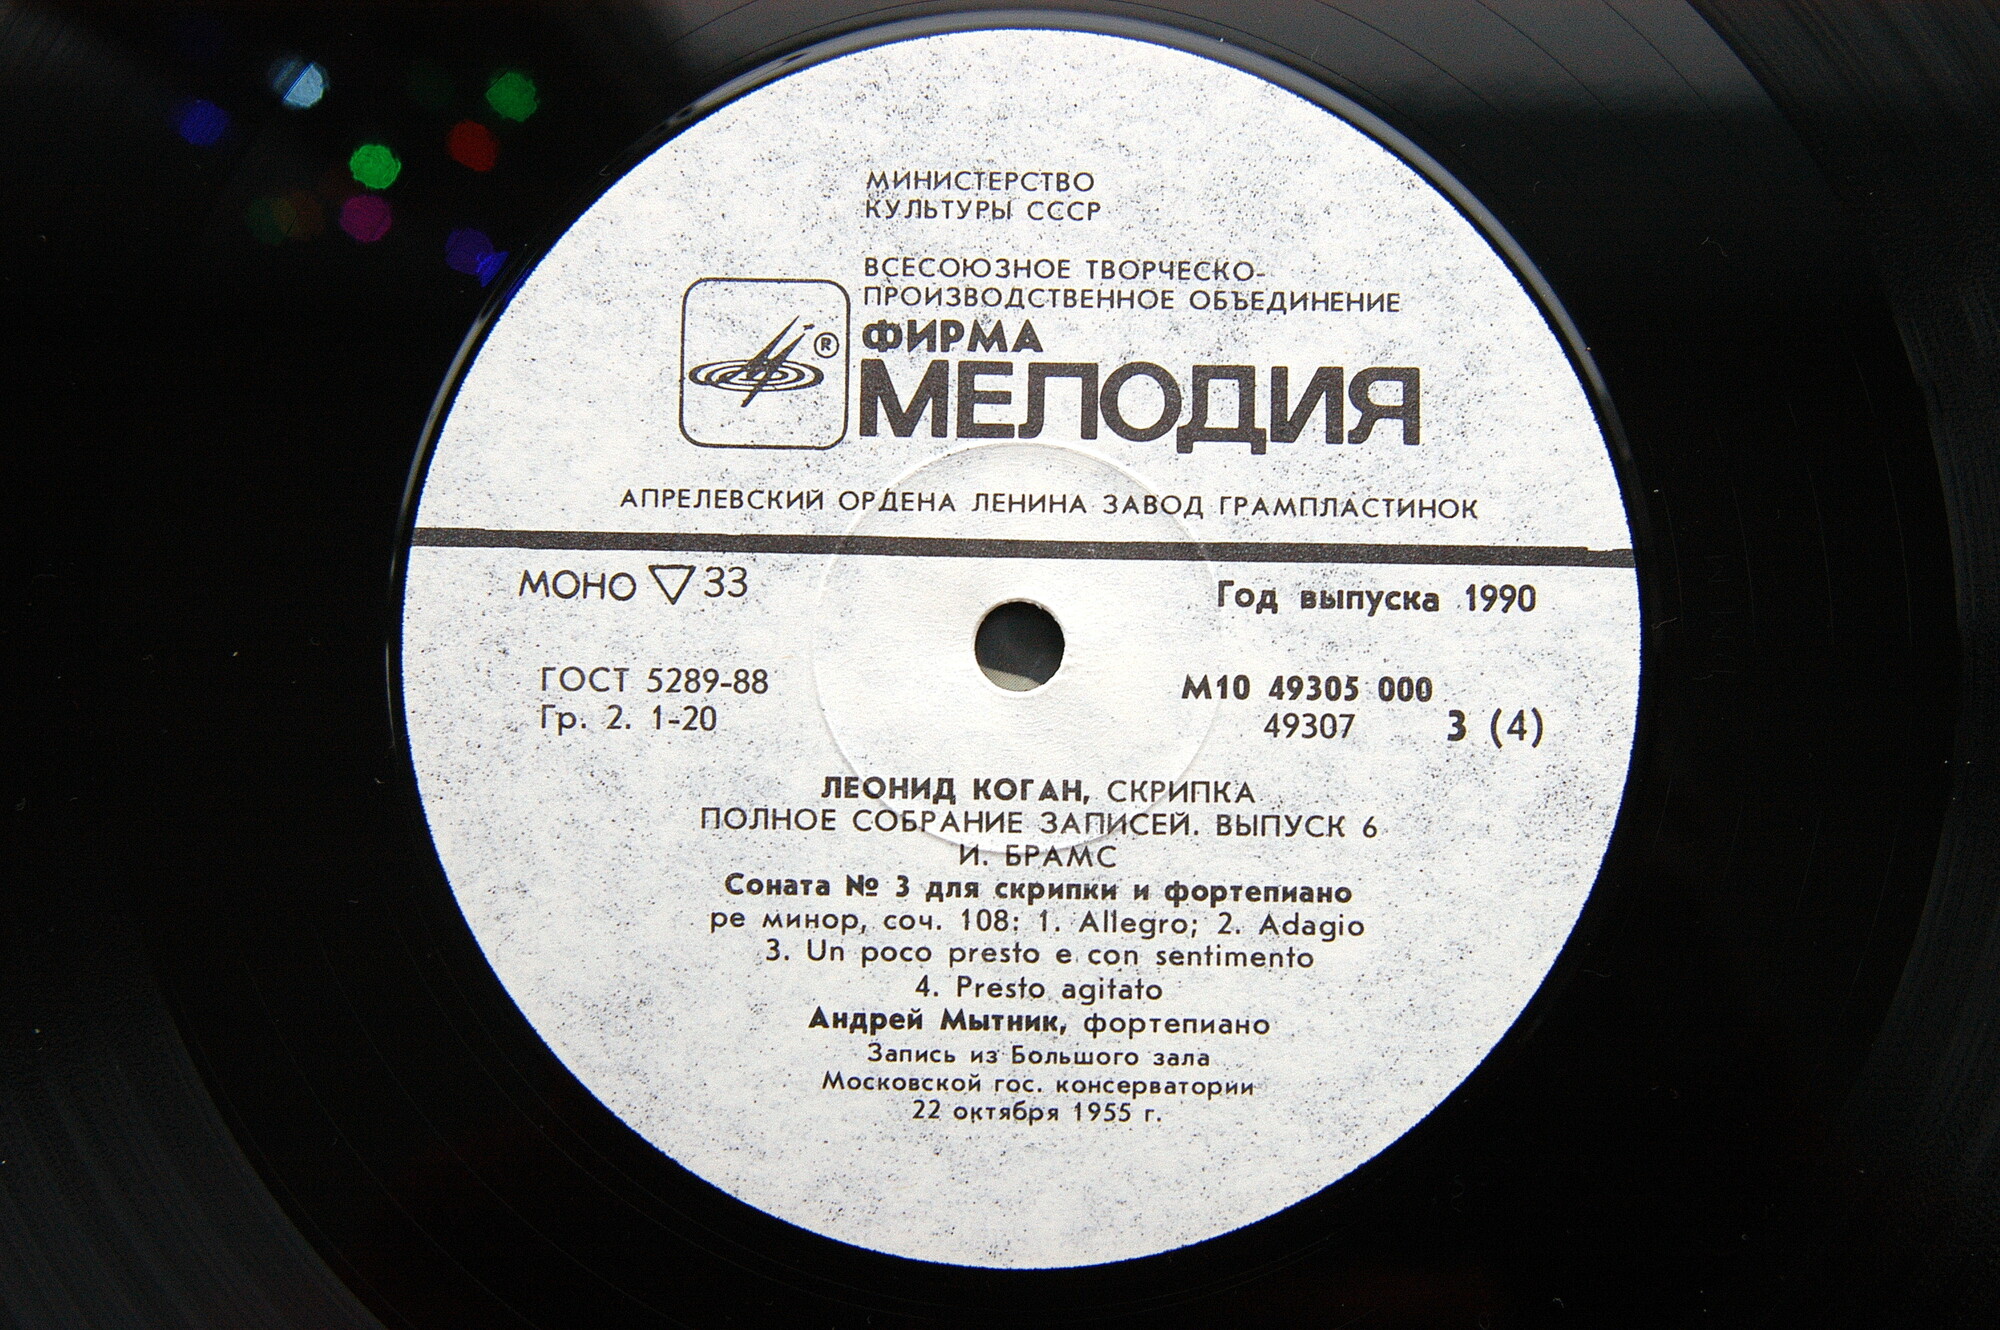 МИНИСТЕРСТВО
КУЛЬТУРЫ СССР
ВСЕСОЮЗНОЕ ТВОРЧЕСКО-
ПРОИЗВОДСТВЕННОЕ ОБЪЕДИНЕНИЕ
ФИРМА
® МЕЛОДИЯ
АПРЕЛЕВСКИЙ ОРДЕНА ЛЕНИНА ЗАВОД ГРАМПЛАСТИНОК
МОНО ▽ 33
Год выпуска 1990
ГОСТ 5289-88
Гр. 2. 1-20
М10 49305 000
49307 3 (4)
ЛЕОНИД КОГАН, СКРИПКА
ПОЛНОЕ СОБРАНИЕ ЗАПИСЕЙ. ВЫПУСК 6
И. БРАМС
Соната № 3 для скрипки и фортепиано
ре минор, соч. 108: 1. Allegro; 2. Adagio
3. Un poco presto e con sentimento
4. Presto agitato
Андрей Мытник, фортепиано
Запись из Большого зала
Московской гос. консерватории
22 октября 1955 г.